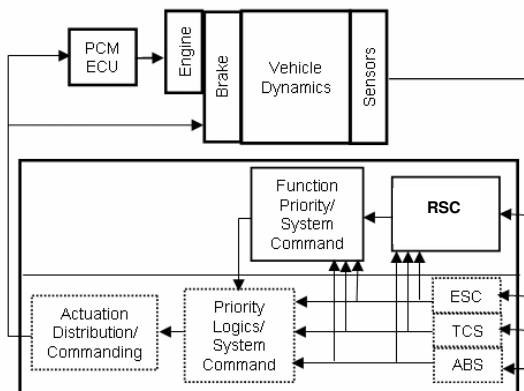 PCM
ECU
Engine
Brake
Vehicle
Dynamics
Sensors
Function
Priority/
System
Command
RSC
Actuation
Distribution/
Commanding
Priority
Logics/
System
Command
ESC
TCS
ABS